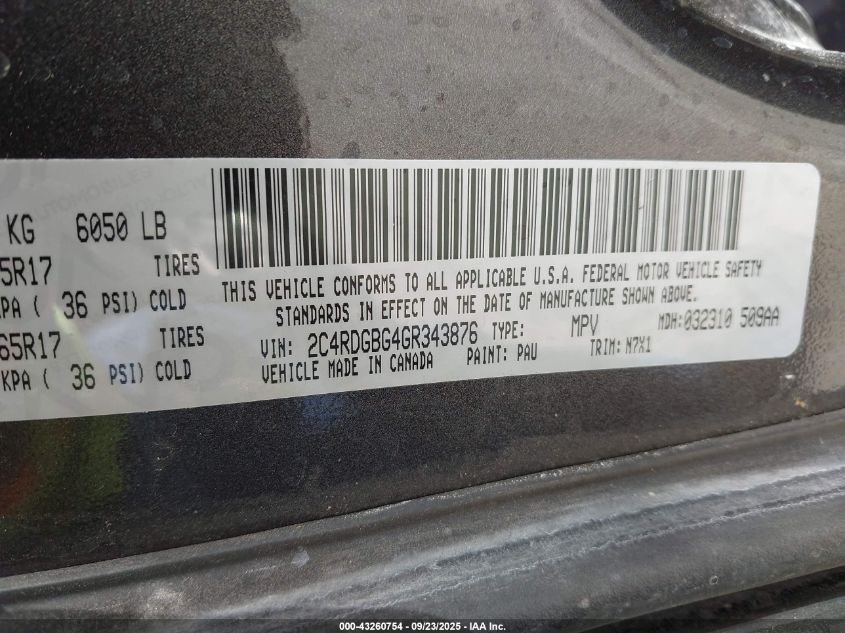 KG 6050 LB
5R17 TIRES
KPA ( 36 PSI) COLD
65R17 TIRES
KPA ( 36 PSI) COLD
THIS VEHICLE CONFORMS TO ALL APPLICABLE U.S.A. FEDERAL MOTOR VEHICLE SAFETY
STANDARDS IN EFFECT ON THE DATE OF MANUFACTURE SHOWN ABOVE.
VIN: 2C4RDGBG4GR343876 TYPE: MPV MDH:032310 509AA
VEHICLE MADE IN CANADA PAINT: PAU TRIM: N7X1
000-43260754 - 09/23/2025 - IAA Inc.